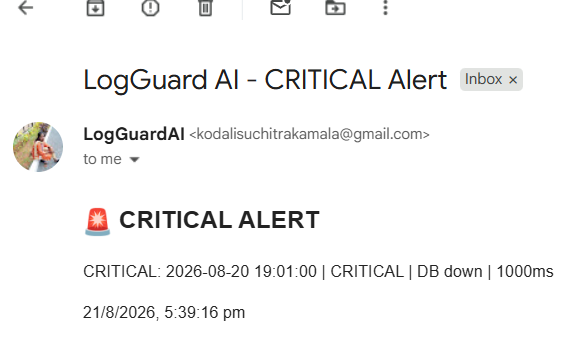 LogGuard AI - CRITICAL Alert Inbox ×
LogGuardAI <kodalisuchitrakamala@gmail.com>
to me
🚨 CRITICAL ALERT
CRITICAL: 2026-08-20 19:01:00 | CRITICAL | DB down | 1000ms
21/8/2026, 5:39:16 pm